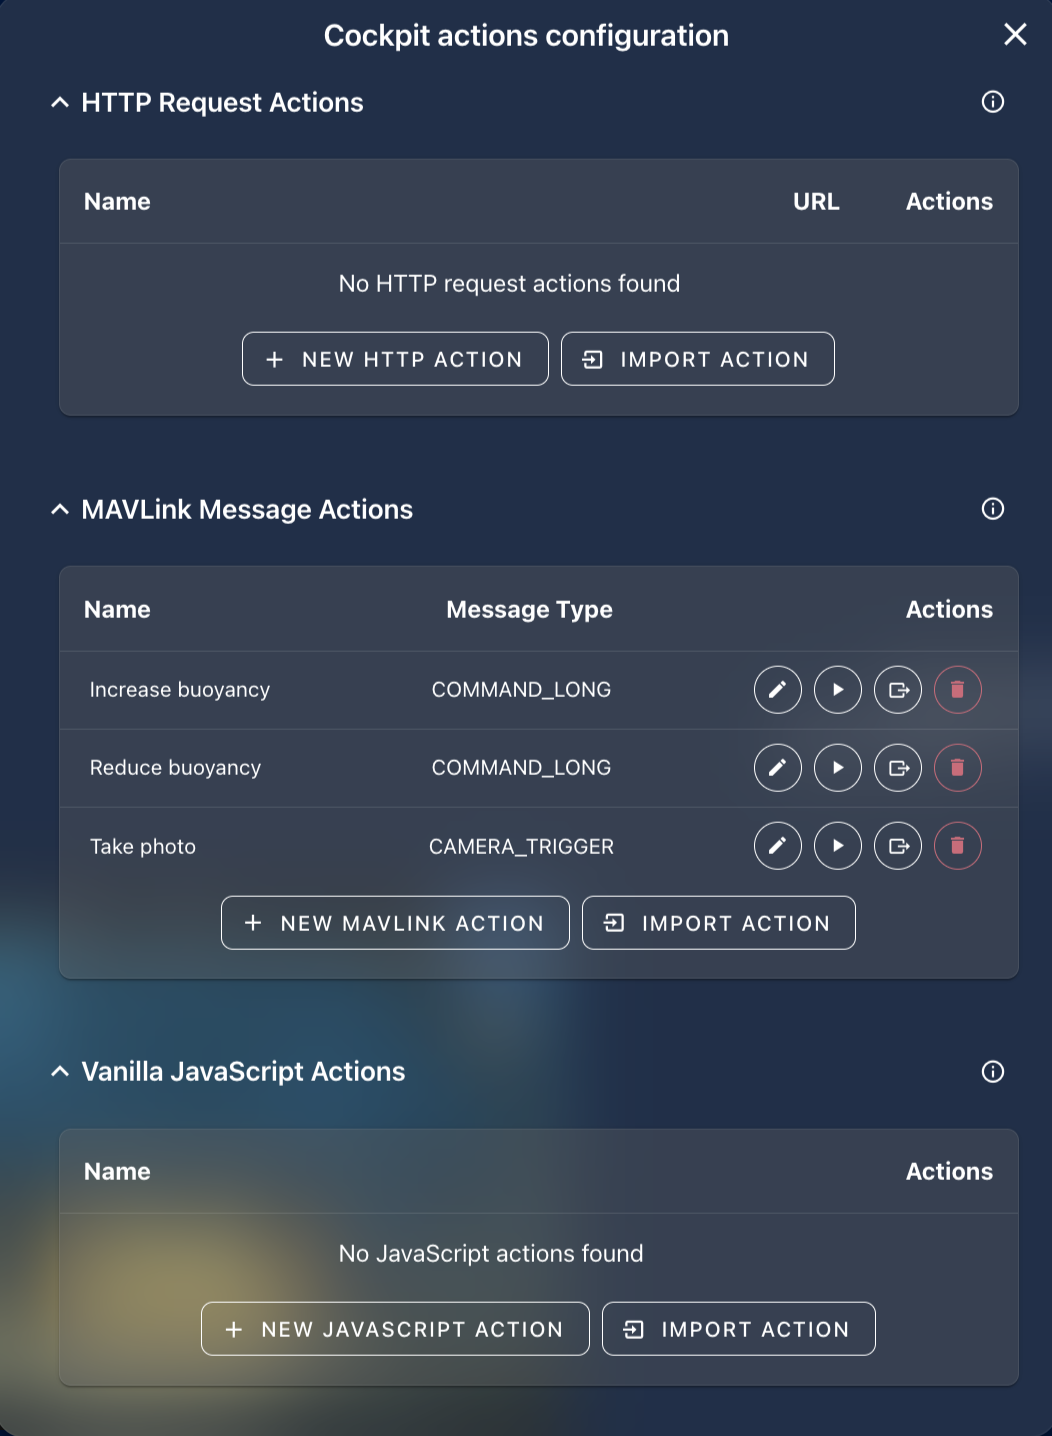 Cockpit actions configuration
HTTP Request Actions
Name URL Actions
No HTTP request actions found
NEW HTTP ACTION IMPORT ACTION
MAVLink Message Actions
Name Message Type Actions
Increase buoyancy COMMAND_LONG
Reduce buoyancy COMMAND_LONG
Take photo CAMERA_TRIGGER
NEW MAVLINK ACTION IMPORT ACTION
Vanilla JavaScript Actions
Name Actions
No JavaScript actions found
NEW JAVASCRIPT ACTION IMPORT ACTION